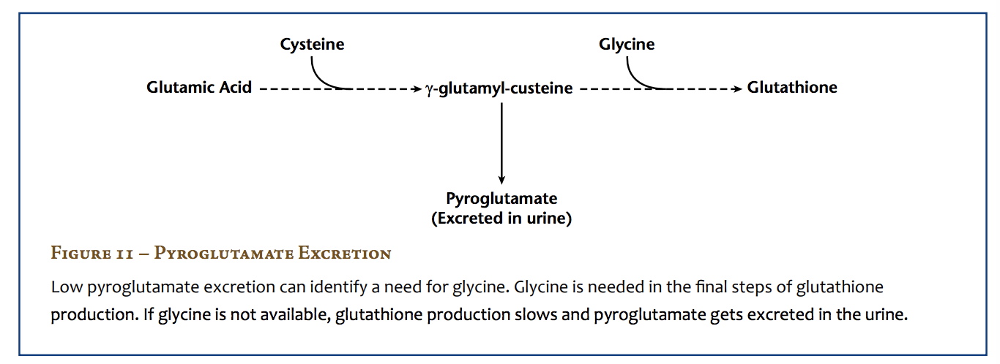 Cysteine
Glycine
Glutamic Acid
γ-glutamyl-custeine
Glutathione
Pyroglutamate
(Excreted in urine)
Figure 11 – Pyroglutamate Excretion
Low pyroglutamate excretion can identify a need for glycine. Glycine is needed in the final steps of glutathione
production. If glycine is not available, glutathione production slows and pyroglutamate gets excreted in the urine.